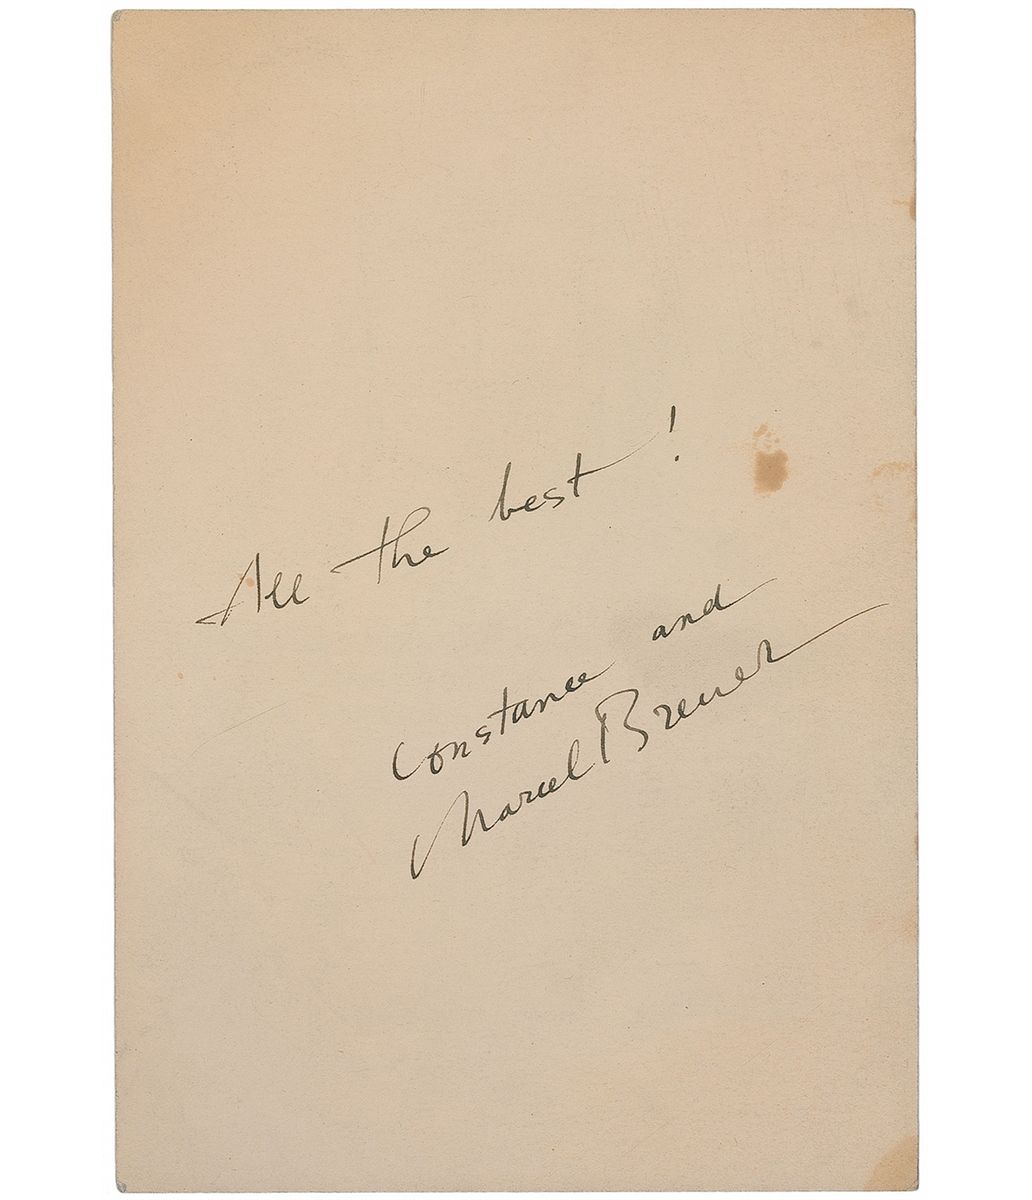 All the best!
Constance and
Marcel Breuer